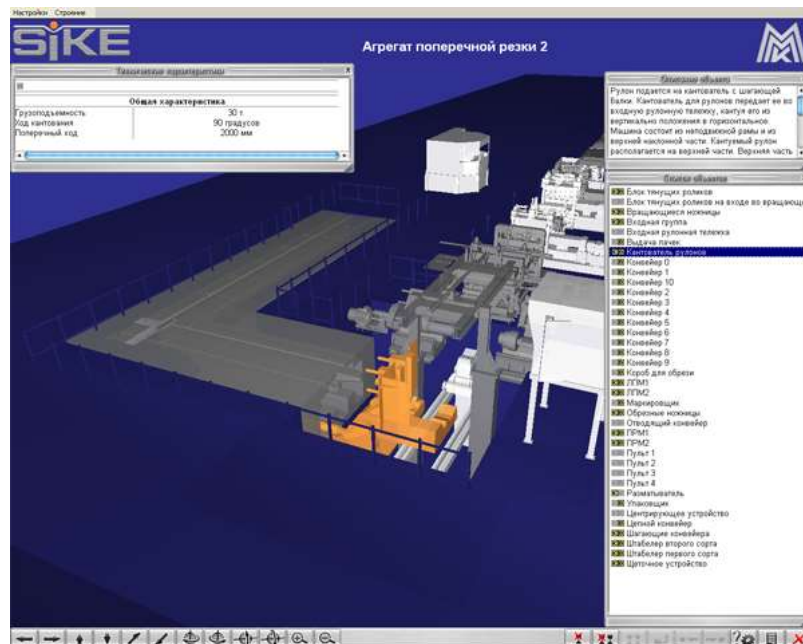 Настройки Строение
SIKE
Агрегат поперечной резки 2
Технические характеристики
Общая характеристика
Грузоподъемность 30 т.
Ход кантования 90 градусов
Поперечный ход 2000 мм
Описание объекта
Рулон подается на кантователь с шагающей
балки. Кантователь для рулонов передает ее во
входную рулонную тележку, кантуя его из
вертикально положения в горизонтальное.
Машина состоит из неподвижной рамы и из
верхней наклонной части. Кантуемый рулон
располагается на верхней части. Верхняя часть
Список объектов
Блок тянущих роликов
Блок тянущих роликов на входе во вращающи
Вращающиеся ножницы
Входная группа
Входная рулонная тележка
Выдача пачек
Кантователь рулонов
Конвейер 0
Конвейер 1
Конвейер 10
Конвейер 2
Конвейер 3
Конвейер 4
Конвейер 5
Конвейер 6
Конвейер 7
Конвейер 8
Конвейер 9
Короб для обрези
ЛПМ1
ЛПМ2
Маркировщик
Обрезные ножницы
Отводящий конвейер
ПРМ1
ПРМ2
Пульт 1
Пульт 2
Пульт 3
Пульт 4
Разматыватель
Упаковщик
Центрирующее устройство
Цепной конвейер
Шагающие конвейера
Штабелер второго сорта
Штабелер первого сорта
Щеточное устройство